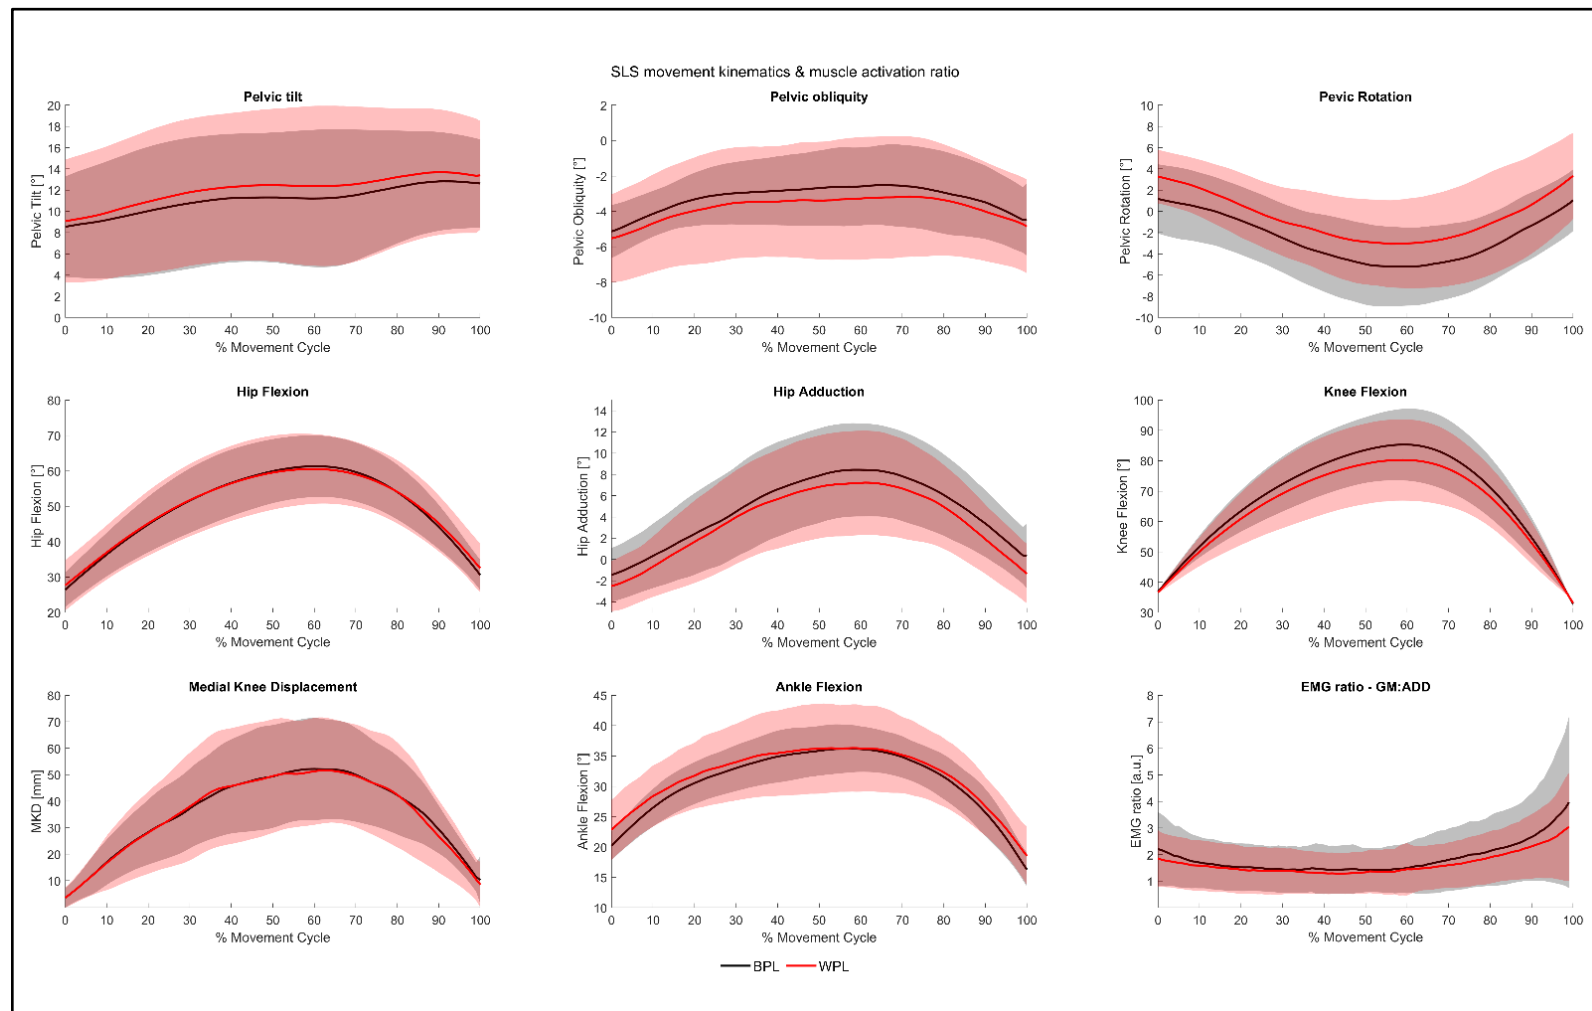 SLS movement kinematics & muscle activation ratio
Pelvic tilt
Pelvic Tilt [°]
20
18
16
14
12
10
8
6
4
2
0
0 10 20 30 40 50 60 70 80 90 100
% Movement Cycle
Pelvic obliquity
Pelvic Obliquity [°]
2
0
-2
-4
-6
-8
-10
0 10 20 30 40 50 60 70 80 90 100
% Movement Cycle
Pevic Rotation
Pelvic Rotation [°]
10
8
6
4
2
0
-2
-4
-6
-8
-10
0 10 20 30 40 50 60 70 80 90 100
% Movement Cycle
Hip Flexion
Hip Flexion [°]
80
70
60
50
40
30
20
0 10 20 30 40 50 60 70 80 90 100
% Movement Cycle
Hip Adduction
Hip Adduction [°]
14
12
10
8
6
4
2
0
-2
-4
0 10 20 30 40 50 60 70 80 90 100
% Movement Cycle
Knee Flexion
Knee Flexion [°]
100
90
80
70
60
50
40
30
0 10 20 30 40 50 60 70 80 90 100
% Movement Cycle
Medial Knee Displacement
MKD [mm]
80
70
60
50
40
30
20
10
0 10 20 30 40 50 60 70 80 90 100
% Movement Cycle
Ankle Flexion
Ankle Flexion [°]
45
40
35
30
25
20
15
10
0 10 20 30 40 50 60 70 80 90 100
% Movement Cycle
EMG ratio - GM:ADD
EMG ratio [a.u.]
8
7
6
5
4
3
2
1
0 10 20 30 40 50 60 70 80 90 100
% Movement Cycle
BPL WPL